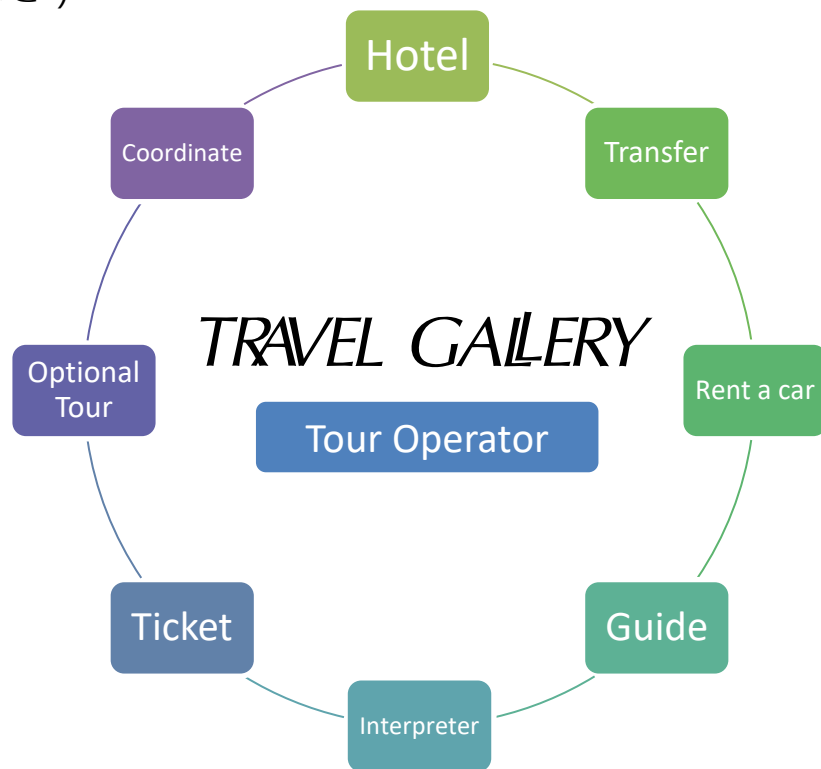 Hotel
Transfer
Coordinate
TRAVEL GALLERY
Optional
Tour
Rent a car
Tour Operator
Ticket
Guide
Interpreter